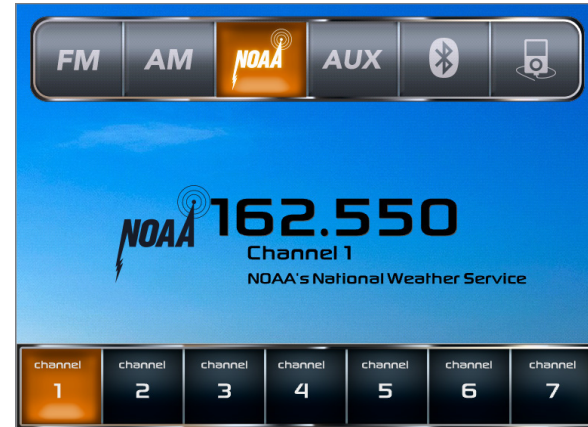 FM AM NOAA AUX
NOAA 162.550
Channel 1
NOAA's National Weather Service
channel channel channel channel channel channel channel
1 2 3 4 5 6 7